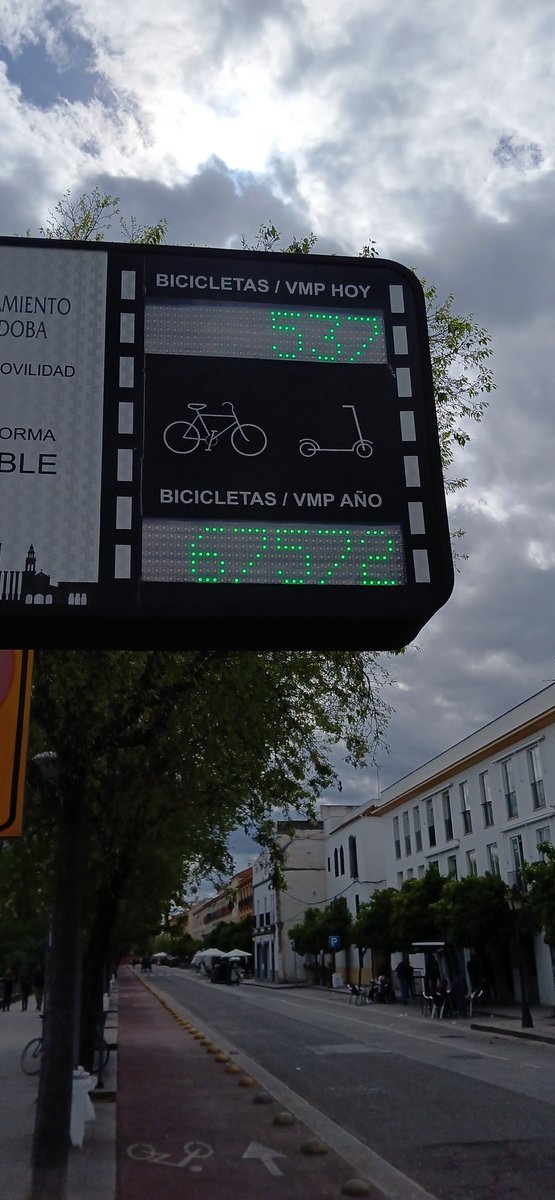 AMIENTO
DOBA
OVILIDAD
ORMA
BLE
BICICLETAS / VMP HOY
537
BICICLETAS / VMP AÑO
67572
P